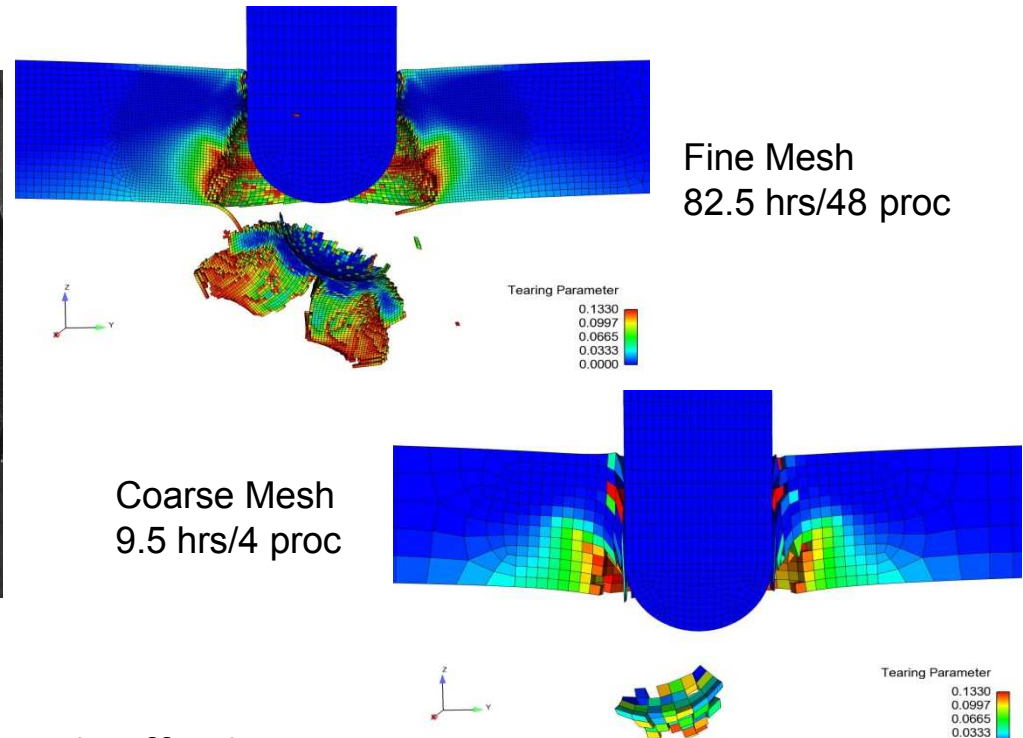 Fine Mesh
82.5 hrs/48 proc
Tearing Parameter
0.1330
0.0997
0.0665
0.0333
0.0000
Z
Y
X
Coarse Mesh
9.5 hrs/4 proc
Tearing Parameter
0.1330
0.0997
0.0665
0.0333
Z
Y
X